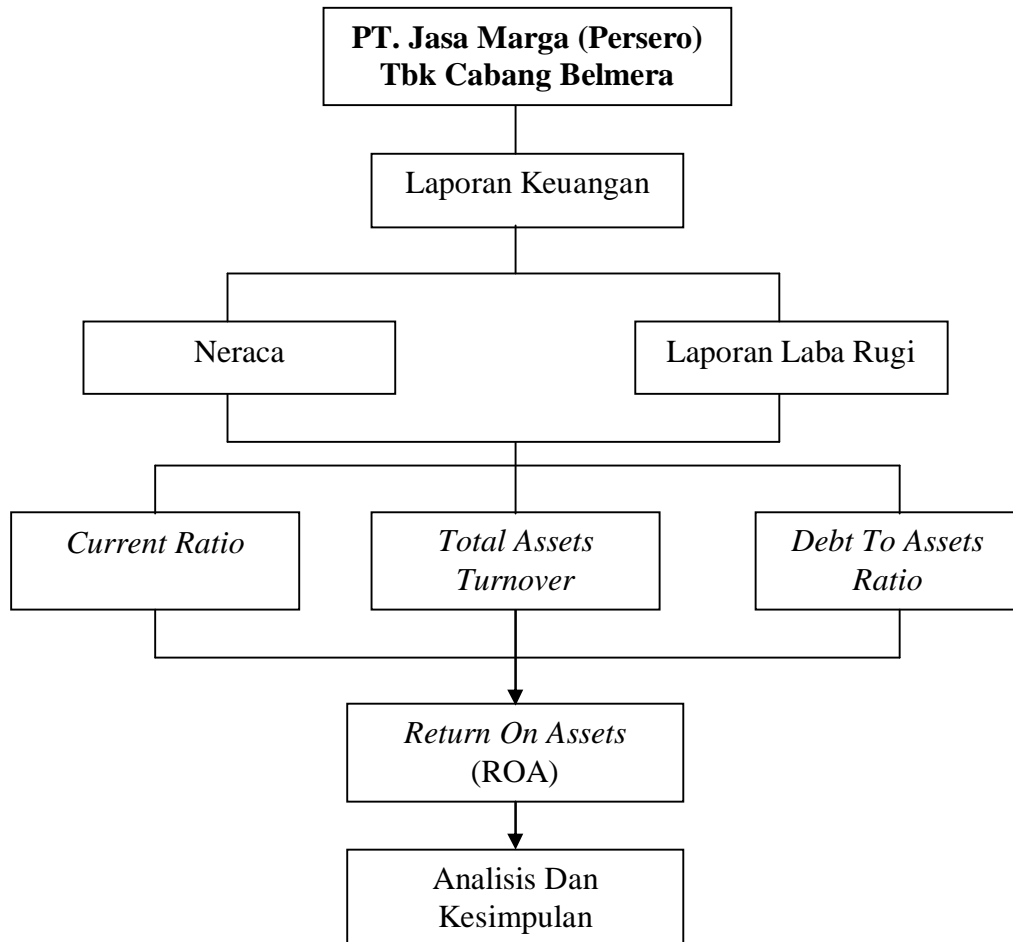 PT. Jasa Marga (Persero)
Tbk Cabang Belmera
Laporan Keuangan
Neraca
Laporan Laba Rugi
Current Ratio
Total Assets
Turnover
Debt To Assets
Ratio
Return On Assets
(ROA)
Analisis Dan
Kesimpulan